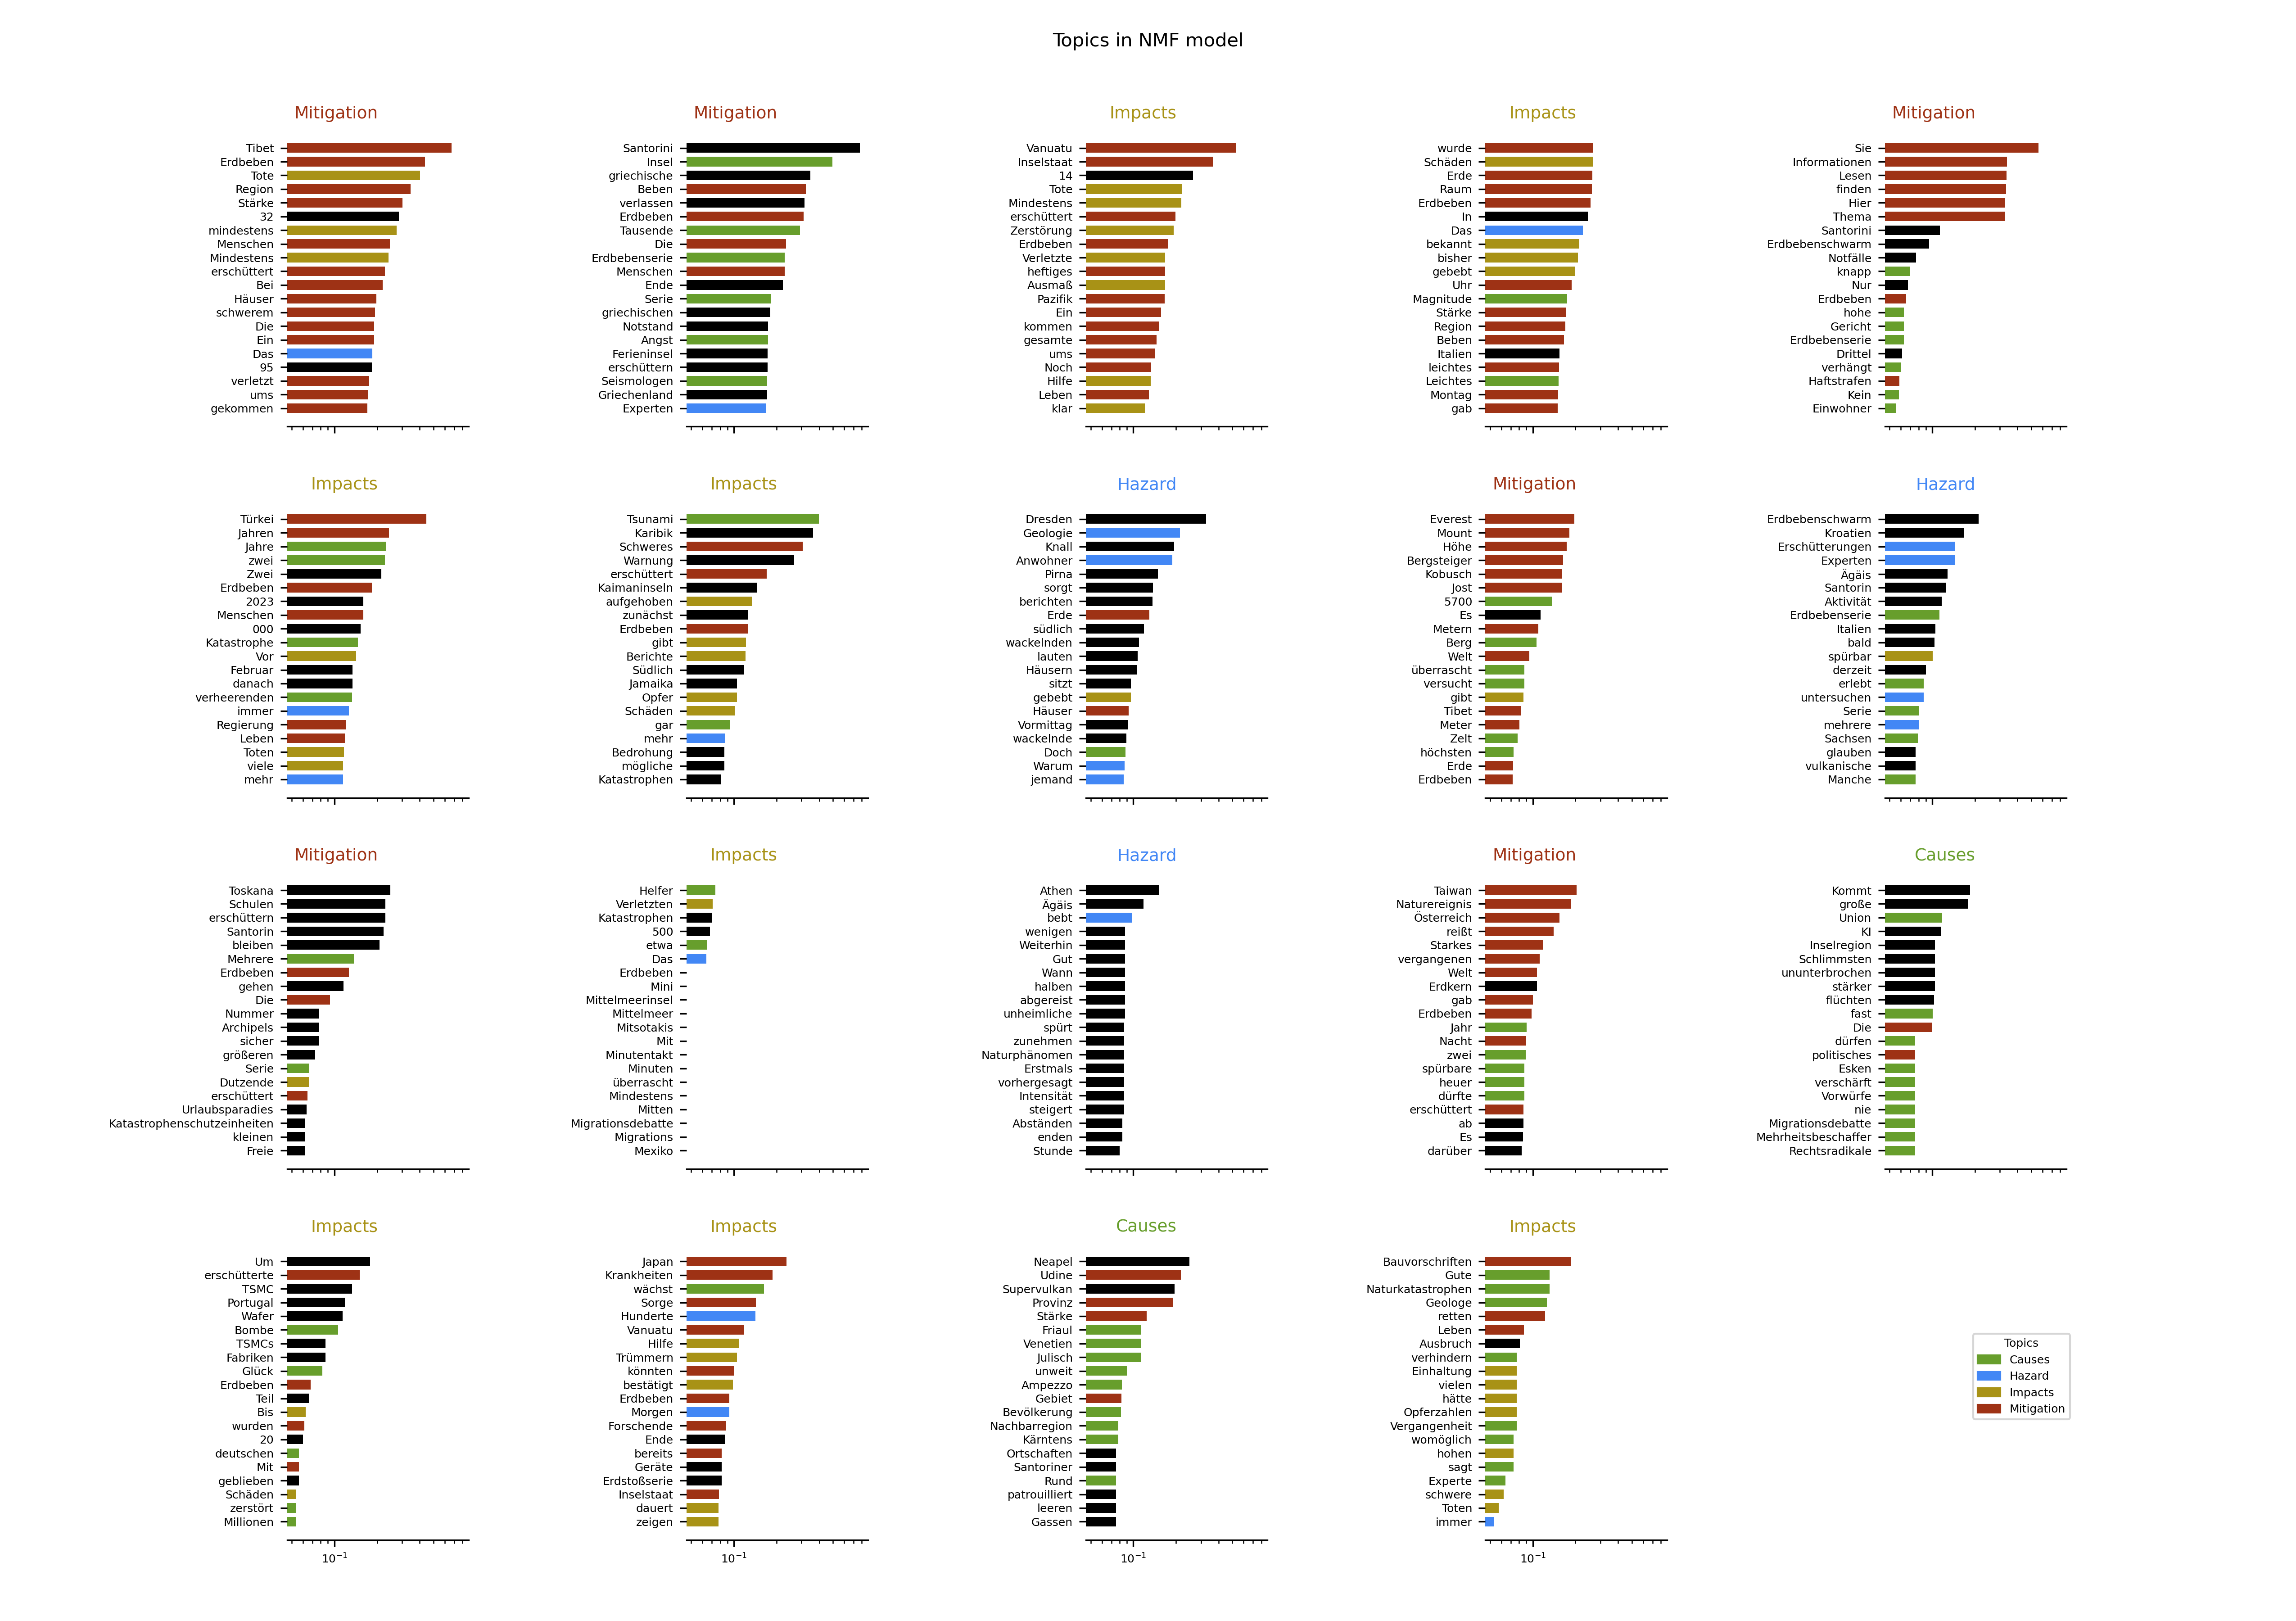 Topics in NMF model
Mitigation
Tibet
Erdbeben
Tote
Region
Stärke
32
mindestens
Menschen
Mindestens
erschüttert
Bei
Häuser
schwerem
Die
Ein
Das
95
verletzt
ums
gekommen
Mitigation
Santorini
Insel
griechische
Beben
verlassen
Erdbeben
Tausende
Die
Erdbebenserie
Menschen
Ende
Serie
griechischen
Notstand
Angst
Ferieninsel
erschüttern
Seismologen
Griechenland
Experten
Impacts
Vanuatu
Inselstaat
14
Tote
Mindestens
erschüttert
Zerstörung
Erdbeben
Verletzte
heftiges
Ausmaß
Pazifik
Ein
kommen
gesamte
ums
Noch
Hilfe
Leben
klar
Impacts
wurde
Schäden
Erde
Raum
Erdbeben
In
Das
bekannt
bisher
gebebt
Uhr
Magnitude
Stärke
Region
Beben
Italien
leichtes
Leichtes
Montag
gab
Mitigation
Sie
Informationen
Lesen
finden
Hier
Thema
Santorini
Erdbebenschwarm
Notfälle
knapp
Nur
Erdbeben
hohe
Gericht
Erdbebenserie
Drittel
verhängt
Haftstrafen
Kein
Einwohner
Impacts
Türkei
Jahren
Jahre
zwei
Zwei
Erdbeben
2023
Menschen
000
Katastrophe
Vor
Februar
danach
verheerenden
immer
Regierung
Leben
Toten
viele
mehr
Impacts
Tsunami
Karibik
Schweres
Warnung
erschüttert
Kaimaninseln
aufgehoben
zunächst
Erdbeben
gibt
Berichte
Südlich
Jamaika
Opfer
Schäden
gar
mehr
Bedrohung
mögliche
Katastrophen
Hazard
Dresden
Geologie
Knall
Anwohner
Pirna
sorgt
berichten
Erde
südlich
wackelnden
lauten
Häusern
sitzt
gebebt
Häuser
Vormittag
wackelnde
Doch
Warum
jemand
Mitigation
Everest
Mount
Höhe
Bergsteiger
Kobusch
Jost
5700
Es
Metern
Berg
Welt
überrascht
versucht
gibt
Tibet
Meter
Zelt
höchsten
Erde
Erdbeben
Hazard
Erdbebenschwarm
Kroatien
Erschütterungen
Experten
Ägäis
Santorin
Aktivität
Erdbebenserie
Italien
bald
spürbar
derzeit
erlebt
untersuchen
Serie
mehrere
Sachsen
glauben
vulkanische
Manche
Mitigation
Toskana
Schulen
erschüttern
Santorin
bleiben
Mehrere
Erdbeben
gehen
Die
Nummer
Archipels
sicher
größeren
Serie
Dutzende
erschüttert
Urlaubsparadies
Katastrophenschutzeinheiten
kleinen
Freie
Impacts
Helfer
Verletzten
Katastrophen
500
etwa
Das
Erdbeben
Mini
Mittelmeerinsel
Mittelmeer
Mitsotakis
Mit
Minutentakt
Minuten
überrascht
Mindestens
Mitten
Migrationsdebatte
Migrations
Mexiko
Hazard
Athen
Ägäis
bebt
wenigen
Weiterhin
Gut
Wann
halben
abgereist
unheimliche
spürt
zunehmen
Naturphänomen
Erstmals
vorhergesagt
Intensität
steigert
Abständen
enden
Stunde
Mitigation
Taiwan
Naturereignis
Österreich
reißt
Starkes
vergangenen
Welt
Erdkern
gab
Erdbeben
Jahr
Nacht
zwei
spürbare
heuer
dürfte
erschüttert
ab
Es
darüber
Causes
Kommt
große
Union
KI
Inselregion
Schlimmsten
ununterbrochen
stärker
flüchten
fast
Die
dürfen
politisches
Esken
verschärft
Vorwürfe
nie
Migrationsdebatte
Mehrheitsbeschaffer
Rechtsradikale
Impacts
Um
erschütterte
TSMC
Portugal
Wafer
Bombe
TSMCs
Fabriken
Glück
Erdbeben
Teil
Bis
wurden
20
deutschen
Mit
geblieben
Schäden
zerstört
Millionen
10⁻¹
Impacts
Japan
Krankheiten
wächst
Sorge
Hunderte
Vanuatu
Hilfe
Trümmern
könnten
bestätigt
Erdbeben
Morgen
Forschende
Ende
bereits
Geräte
Erdstoßserie
Inselstaat
dauert
zeigen
10⁻¹
Causes
Neapel
Udine
Supervulkan
Provinz
Stärke
Friaul
Venetien
Julisch
unweit
Ampezzo
Gebiet
Bevölkerung
Nachbarregion
Kärntens
Ortschaften
Santoriner
Rund
patrouilliert
leeren
Gassen
10⁻¹
Impacts
Bauvorschriften
Gute
Naturkatastrophen
Geologe
retten
Leben
Ausbruch
verhindern
Einhaltung
vielen
hätte
Opferzahlen
Vergangenheit
womöglich
hohen
sagt
Experte
schwere
Toten
immer
10⁻¹
Topics
Causes
Hazard
Impacts
Mitigation